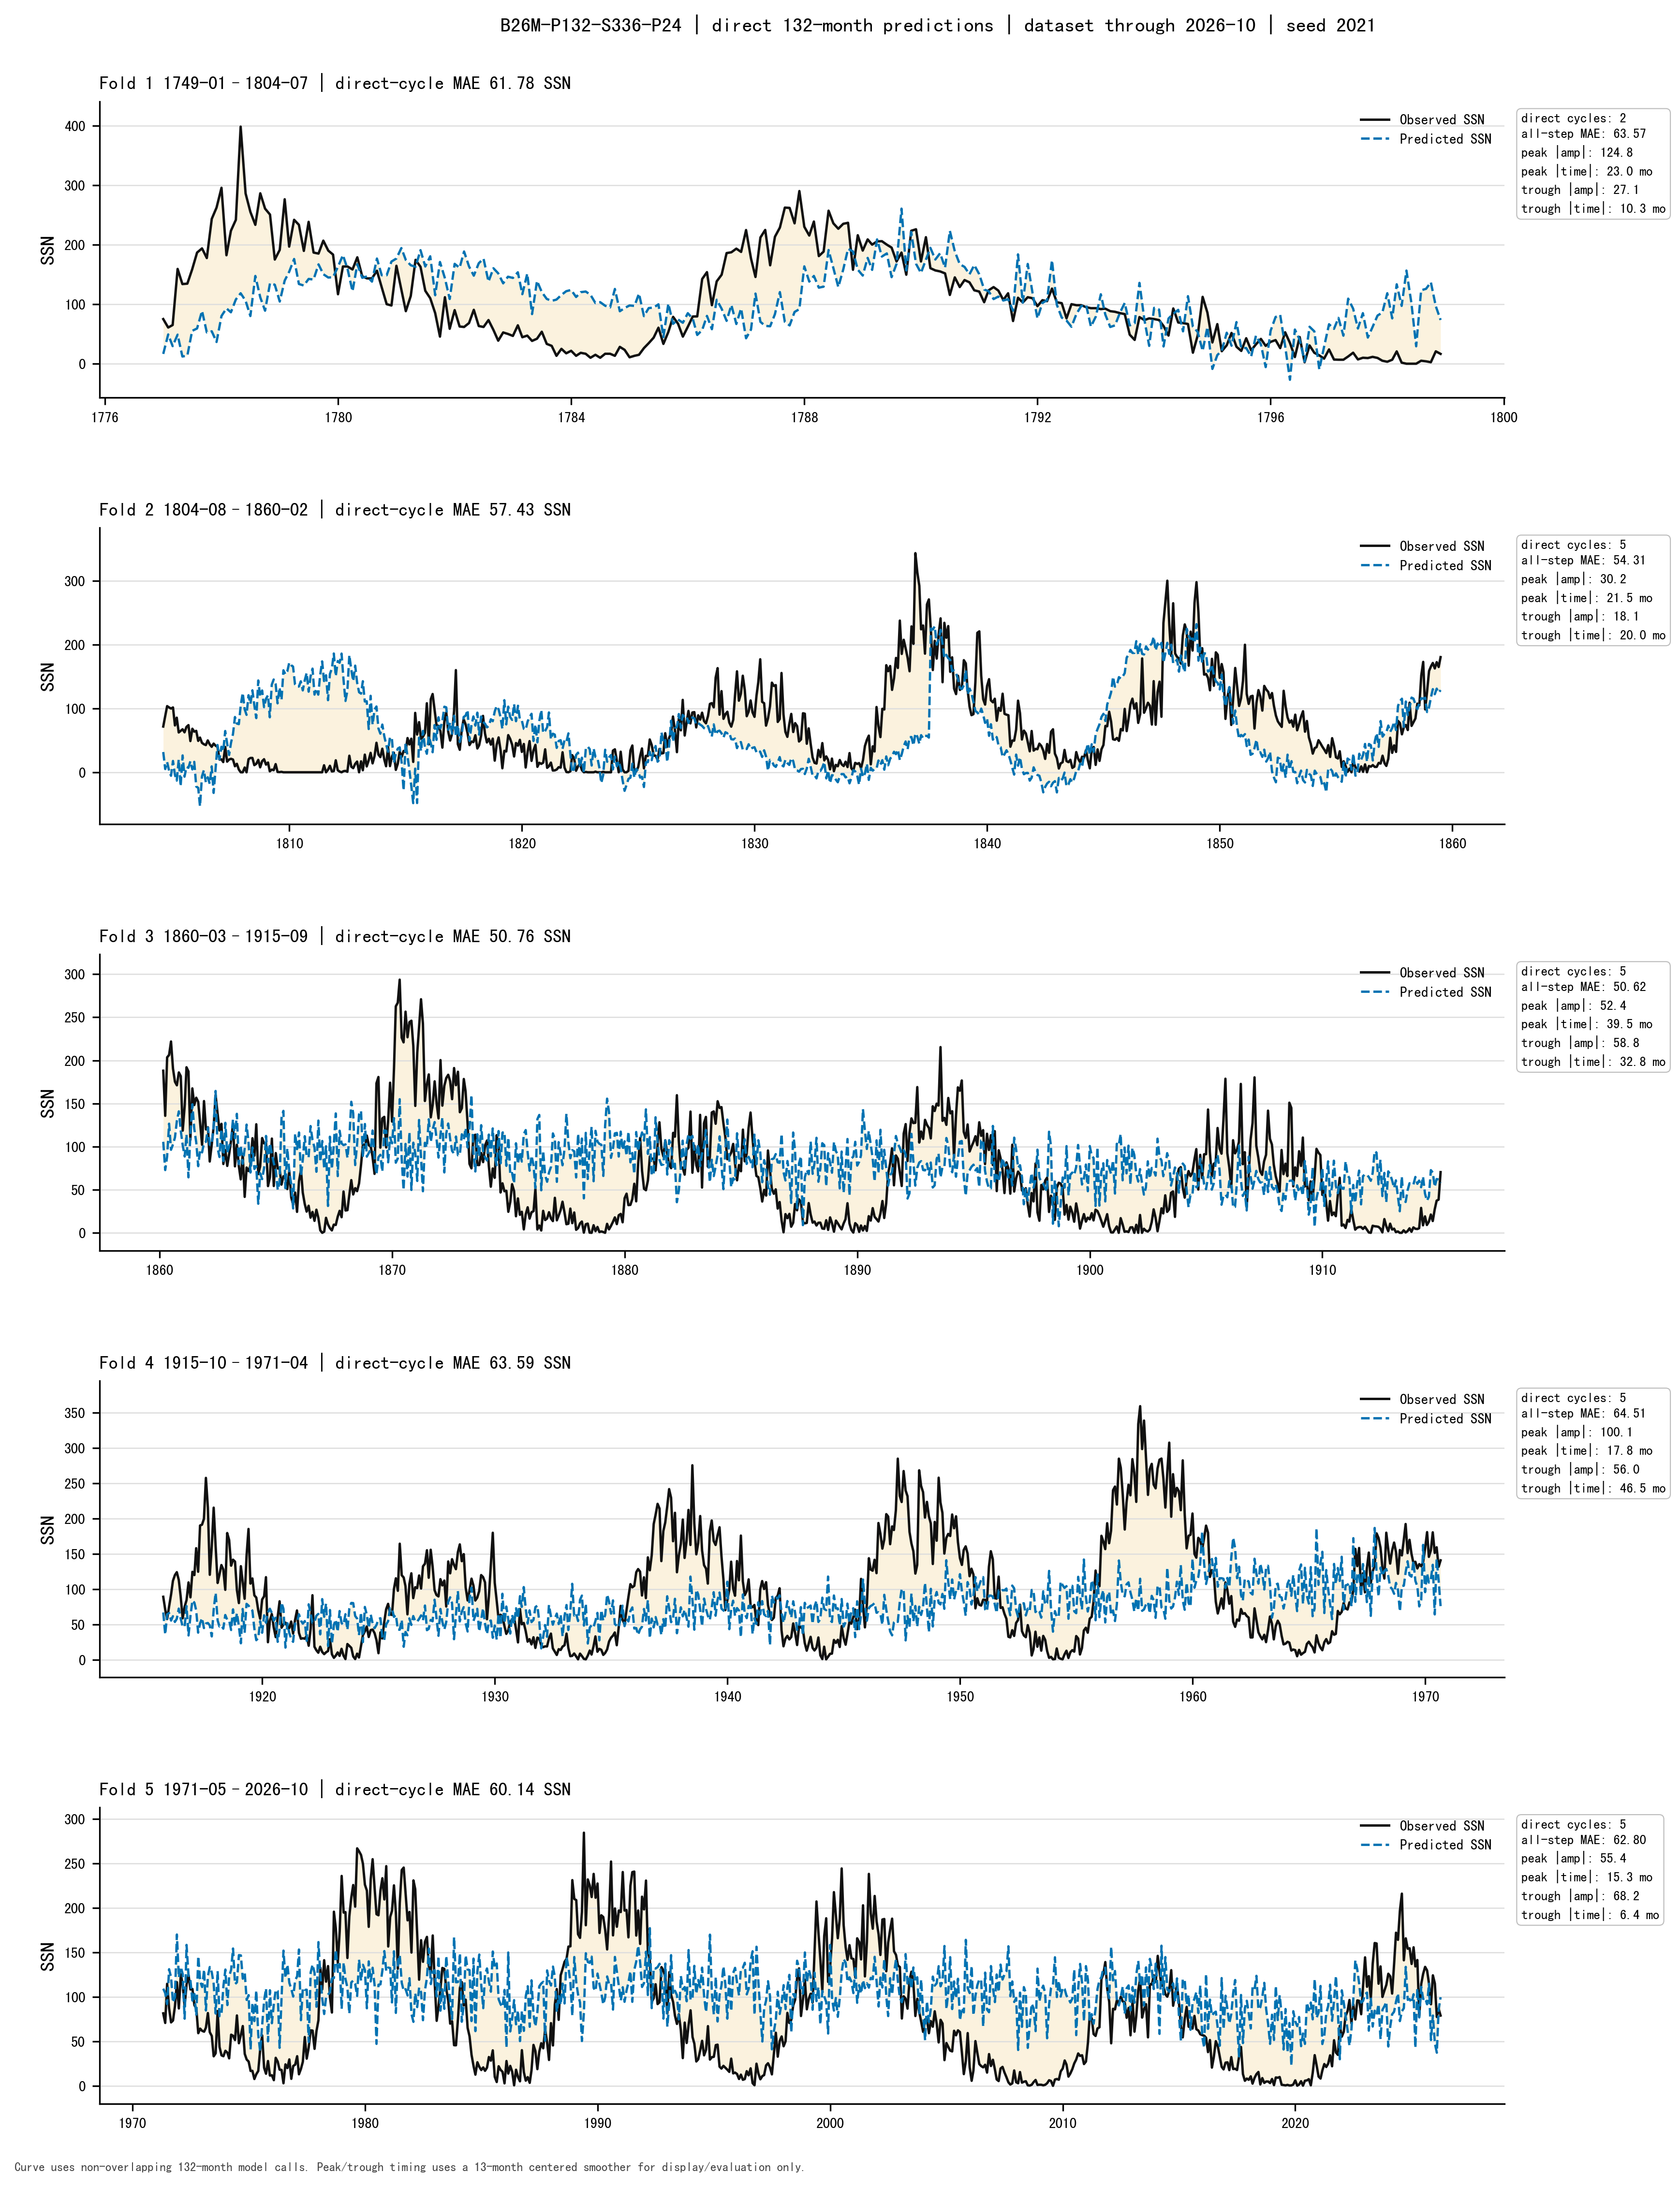 B26M-P132-S336-P24 | direct 132-month predictions | dataset through 2026-10 | seed 2021
Fold 1 1749-01 – 1804-07 | direct-cycle MAE 61.78 SSN
SSN
400
300
200
100
0
1776 1780 1784 1788 1792 1796 1800
Observed SSN
Predicted SSN
direct cycles: 2
all-step MAE: 63.57
peak |amp|: 124.8
peak |time|: 23.0 mo
trough |amp|: 27.1
trough |time|: 10.3 mo
Fold 2 1804-08 – 1860-02 | direct-cycle MAE 57.43 SSN
SSN
300
200
100
0
1810 1820 1830 1840 1850 1860
Observed SSN
Predicted SSN
direct cycles: 5
all-step MAE: 54.31
peak |amp|: 30.2
peak |time|: 21.5 mo
trough |amp|: 18.1
trough |time|: 20.0 mo
Fold 3 1860-03 – 1915-09 | direct-cycle MAE 50.76 SSN
SSN
300
250
200
150
100
50
0
1860 1870 1880 1890 1900 1910
Observed SSN
Predicted SSN
direct cycles: 5
all-step MAE: 50.62
peak |amp|: 52.4
peak |time|: 39.5 mo
trough |amp|: 58.8
trough |time|: 32.8 mo
Fold 4 1915-10 – 1971-04 | direct-cycle MAE 63.59 SSN
SSN
350
300
250
200
150
100
50
0
1920 1930 1940 1950 1960 1970
Observed SSN
Predicted SSN
direct cycles: 5
all-step MAE: 64.51
peak |amp|: 100.1
peak |time|: 17.8 mo
trough |amp|: 56.0
trough |time|: 46.5 mo
Fold 5 1971-05 – 2026-10 | direct-cycle MAE 60.14 SSN
SSN
300
250
200
150
100
50
0
1970 1980 1990 2000 2010 2020
Observed SSN
Predicted SSN
direct cycles: 5
all-step MAE: 62.80
peak |amp|: 55.4
peak |time|: 15.3 mo
trough |amp|: 68.2
trough |time|: 6.4 mo
Curve uses non-overlapping 132-month model calls. Peak/trough timing uses a 13-month centered smoother for display/evaluation only.